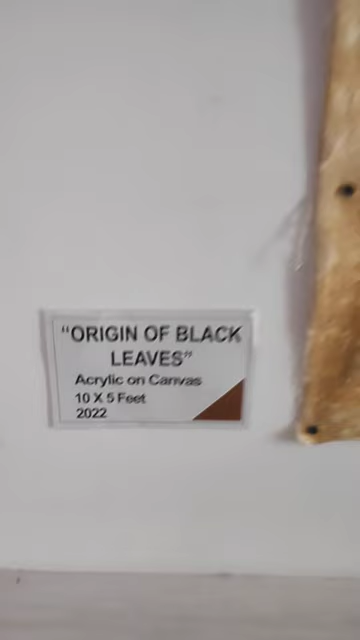 “ORIGIN OF BLACK
LEAVES”
Acrylic on Canvas
10 X 5 Feet
2022